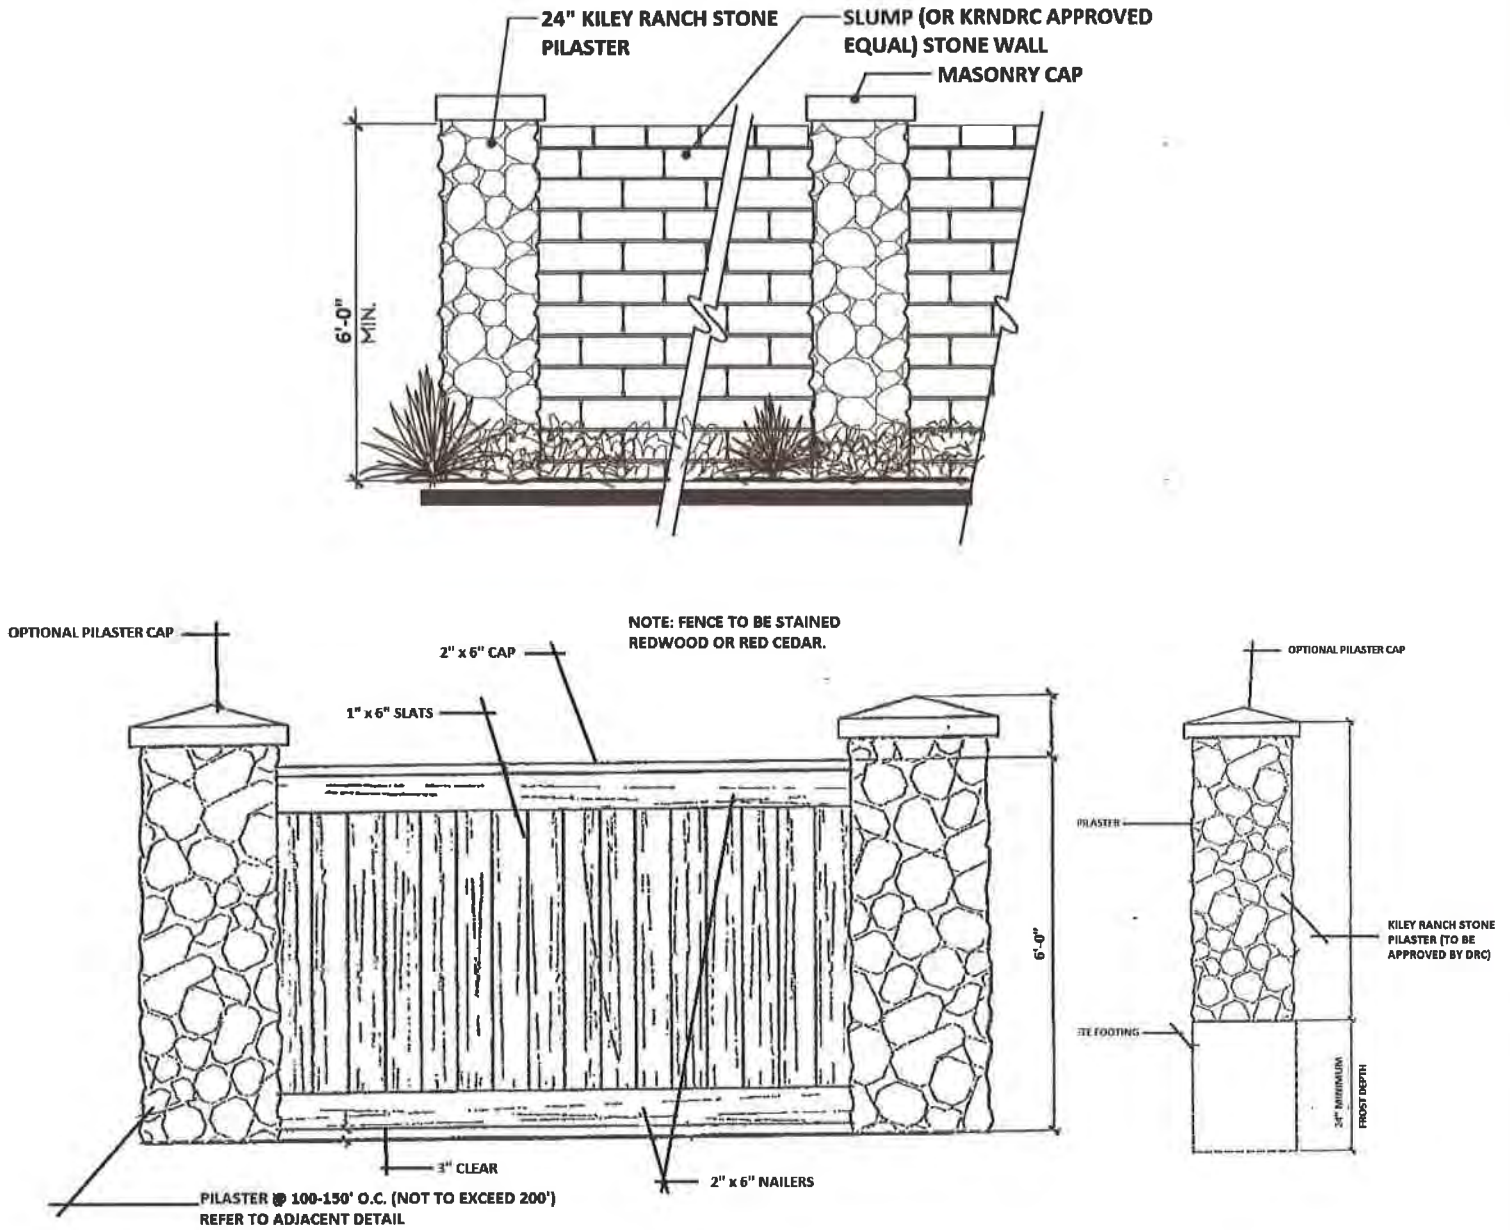 24" KILEY RANCH STONE
PILASTER
SLUMP (OR KRNDRC APPROVED
EQUAL) STONE WALL
MASONRY CAP
6'-0"
MIN.
OPTIONAL PILASTER CAP
NOTE: FENCE TO BE STAINED
REDWOOD OR RED CEDAR.
2" x 6" CAP
1" x 6" SLATS
6'-0"
3" CLEAR
2" x 6" NAILERS
PILASTER @ 100-150' O.C. (NOT TO EXCEED 200')
REFER TO ADJACENT DETAIL
OPTIONAL PILASTER CAP
PILASTER
KILEY RANCH STONE
PILASTER (TO BE
APPROVED BY DRC)
TE FOOTING
24" MINIMUM
FROST DEPTH